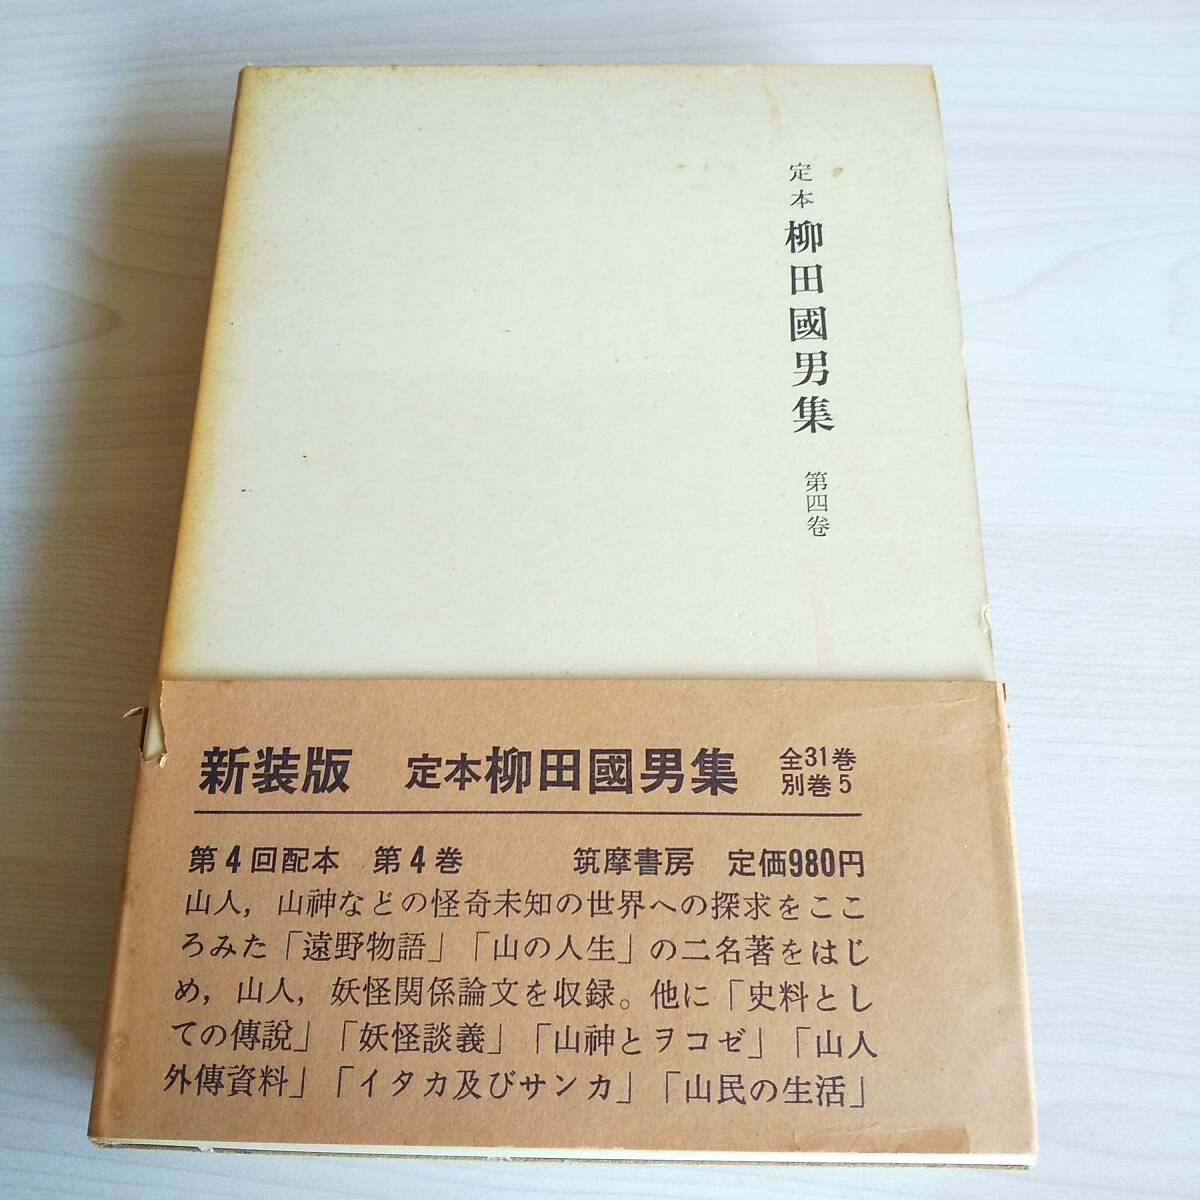 定本 柳田國男集 第四卷
新装版 定本柳田國男集 全31巻
別巻5
第4回配本 第4巻 筑摩書房 定価980円
山人，山神などの怪奇未知の世界への探求をここ
ろみた「遠野物語」「山の人生」の二名著をはじ
め，山人，妖怪関係論文を収録。他に「史料とし
ての傳說」「妖怪談義」「山神とヲコゼ」「山人
外傳資料」「イタカ及びサンカ」「山民の生活」